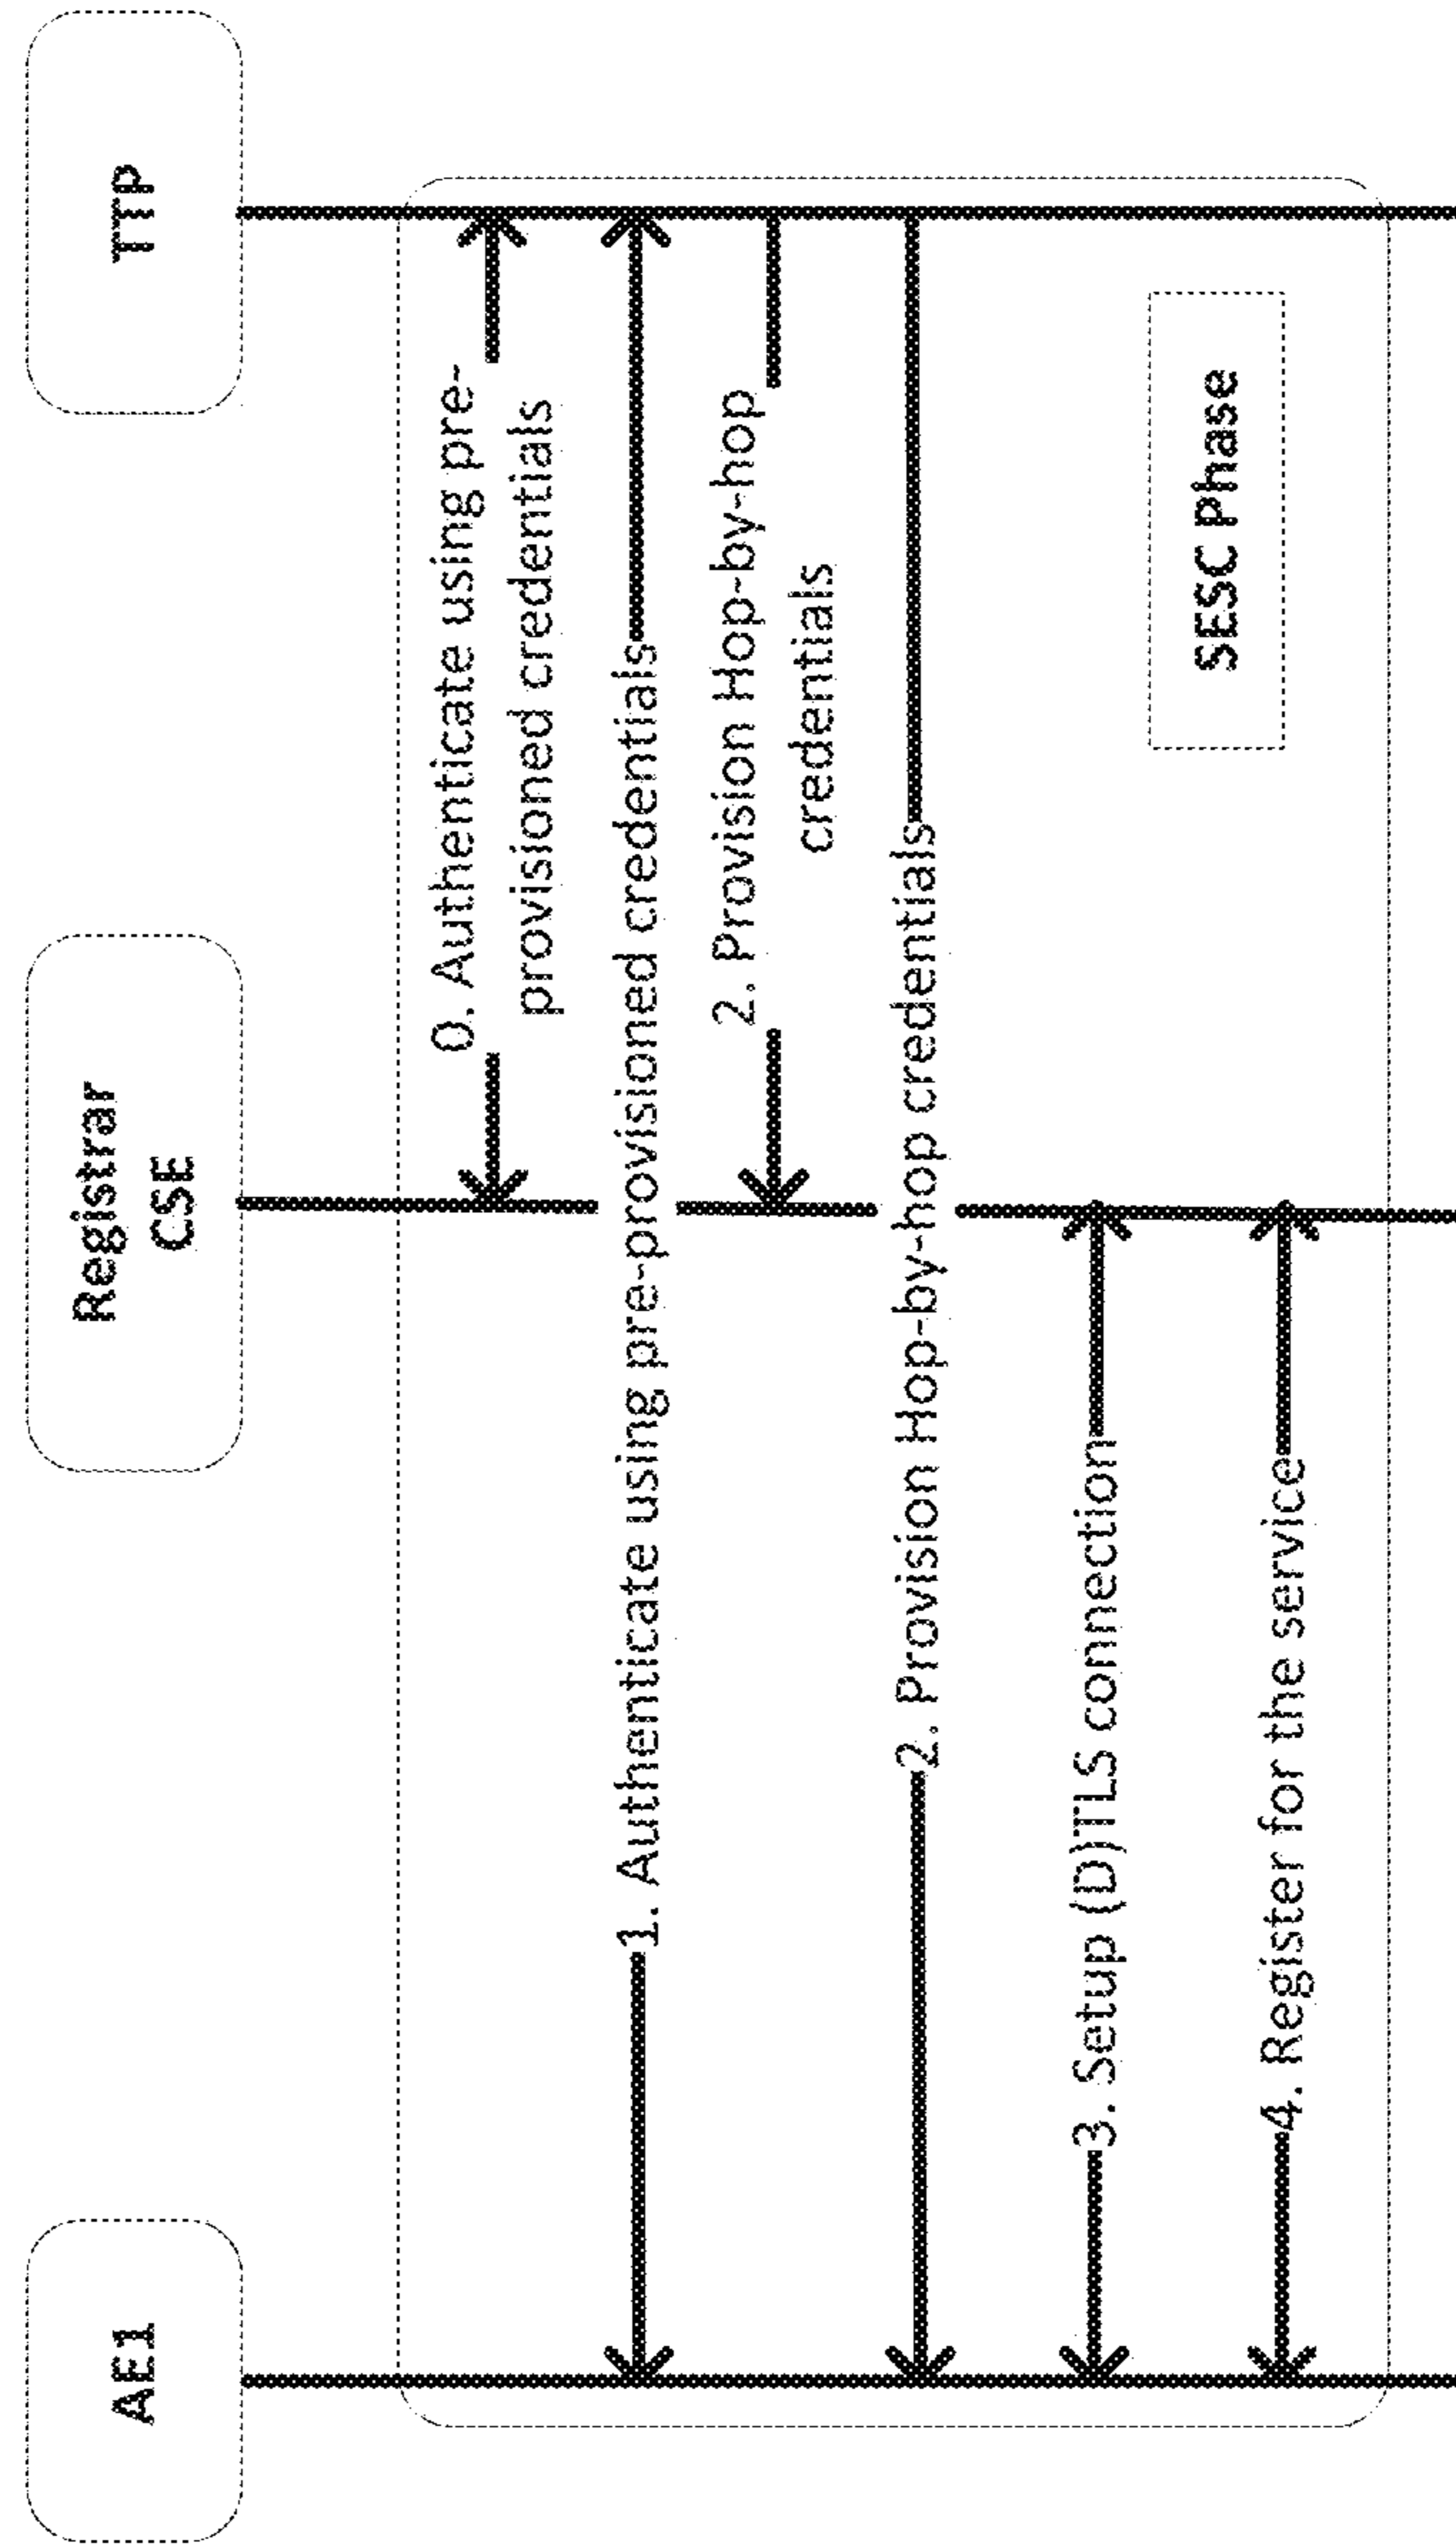 AE1
Registrar
CSE
TTP
0. Authenticate using pre-
provisioned credentials
1. Authenticate using pre-provisioned credentials
2. Provision Hop-by-hop
credentials
2. Provision Hop-by-hop credentials
3. Setup (D)TLS connection
4. Register for the service
SESC Phase